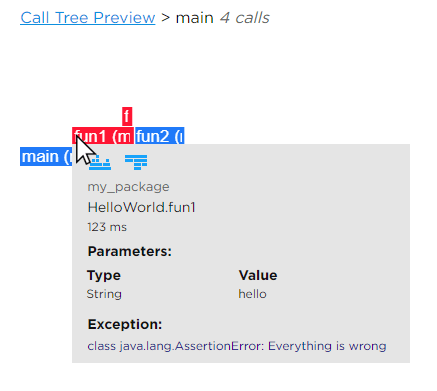 Call Tree Preview > main 4 calls
f
fun1 (m fun2 (
main (
my_package
HelloWorld.fun1
123 ms
Parameters:
Type Value
String hello
Exception:
class java.lang.AssertionError: Everything is wrong